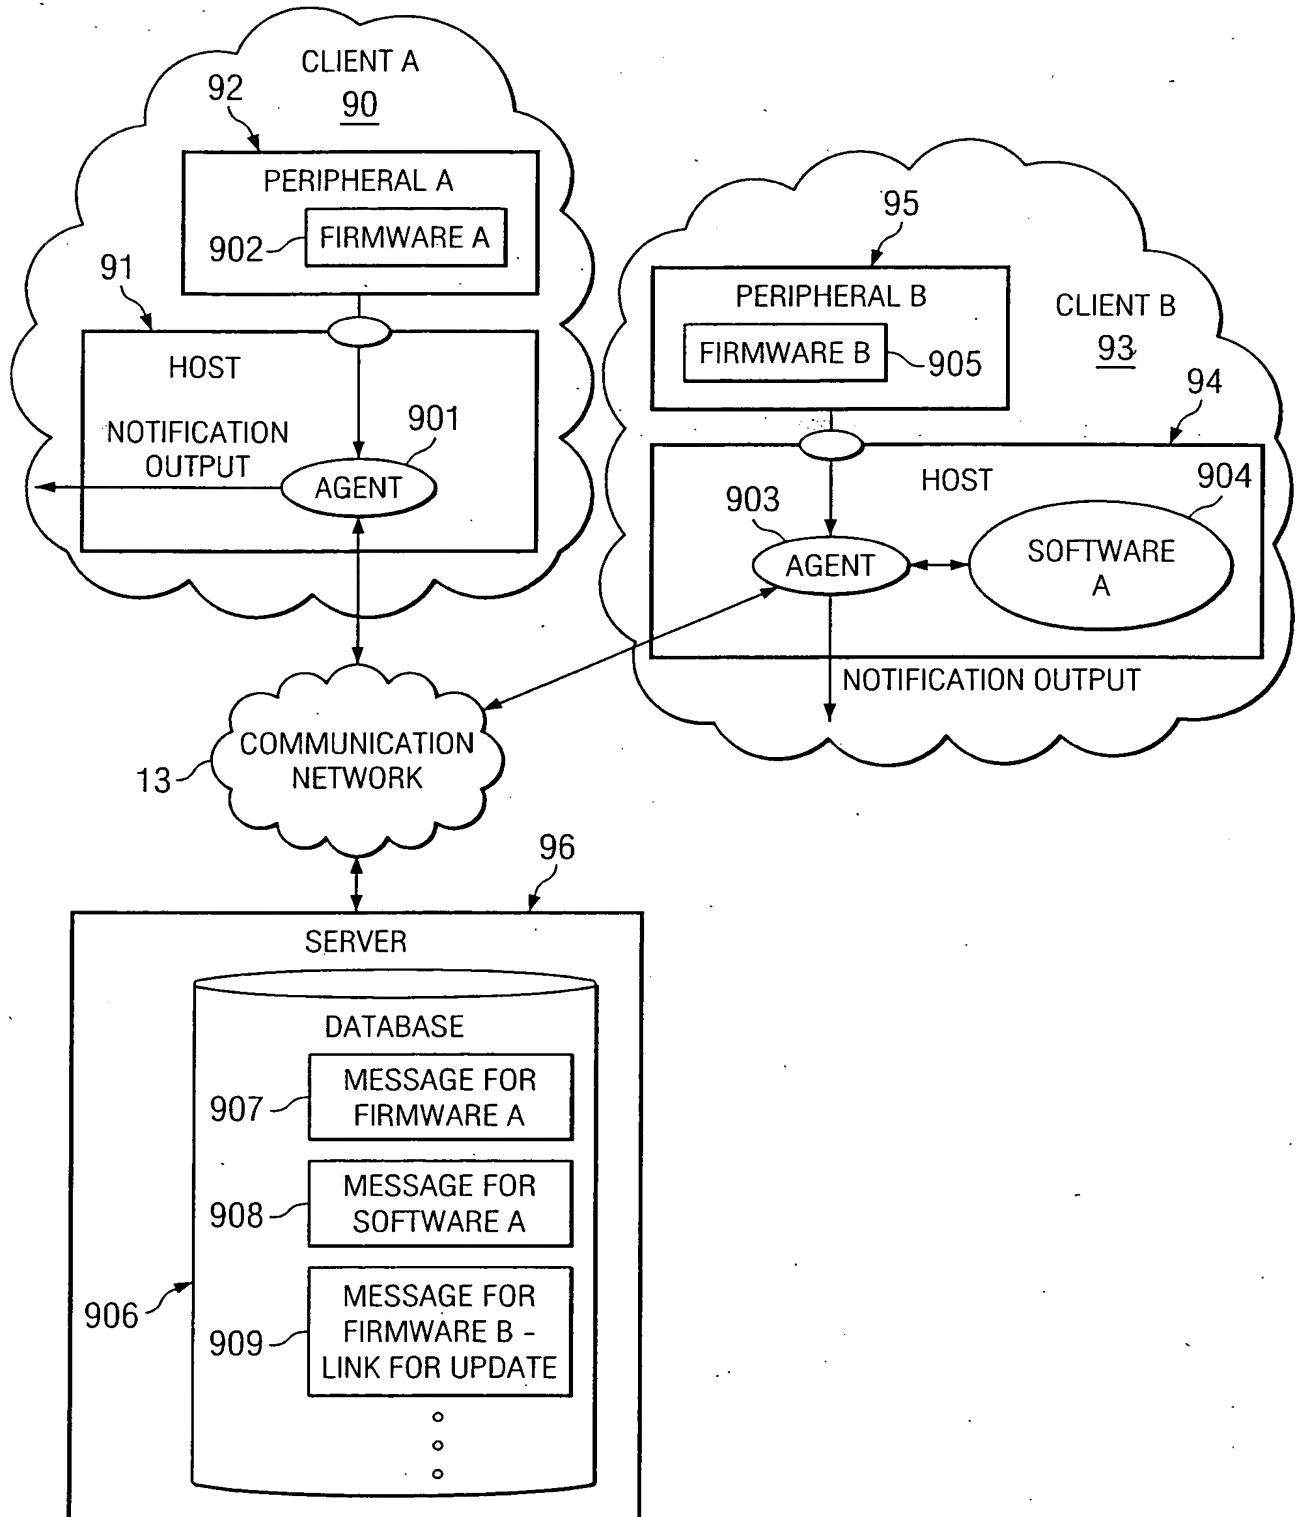 CLIENT A
90
92
PERIPHERAL A
902
FIRMWARE A
91
HOST
NOTIFICATION
OUTPUT
901
AGENT
95
PERIPHERAL B
FIRMWARE B
905
CLIENT B
93
94
HOST
903
904
AGENT
SOFTWARE
A
NOTIFICATION OUTPUT
COMMUNICATION
NETWORK
13
96
SERVER
DATABASE
907
MESSAGE FOR
FIRMWARE A
908
MESSAGE FOR
SOFTWARE A
906
909
MESSAGE FOR
FIRMWARE B -
LINK FOR UPDATE